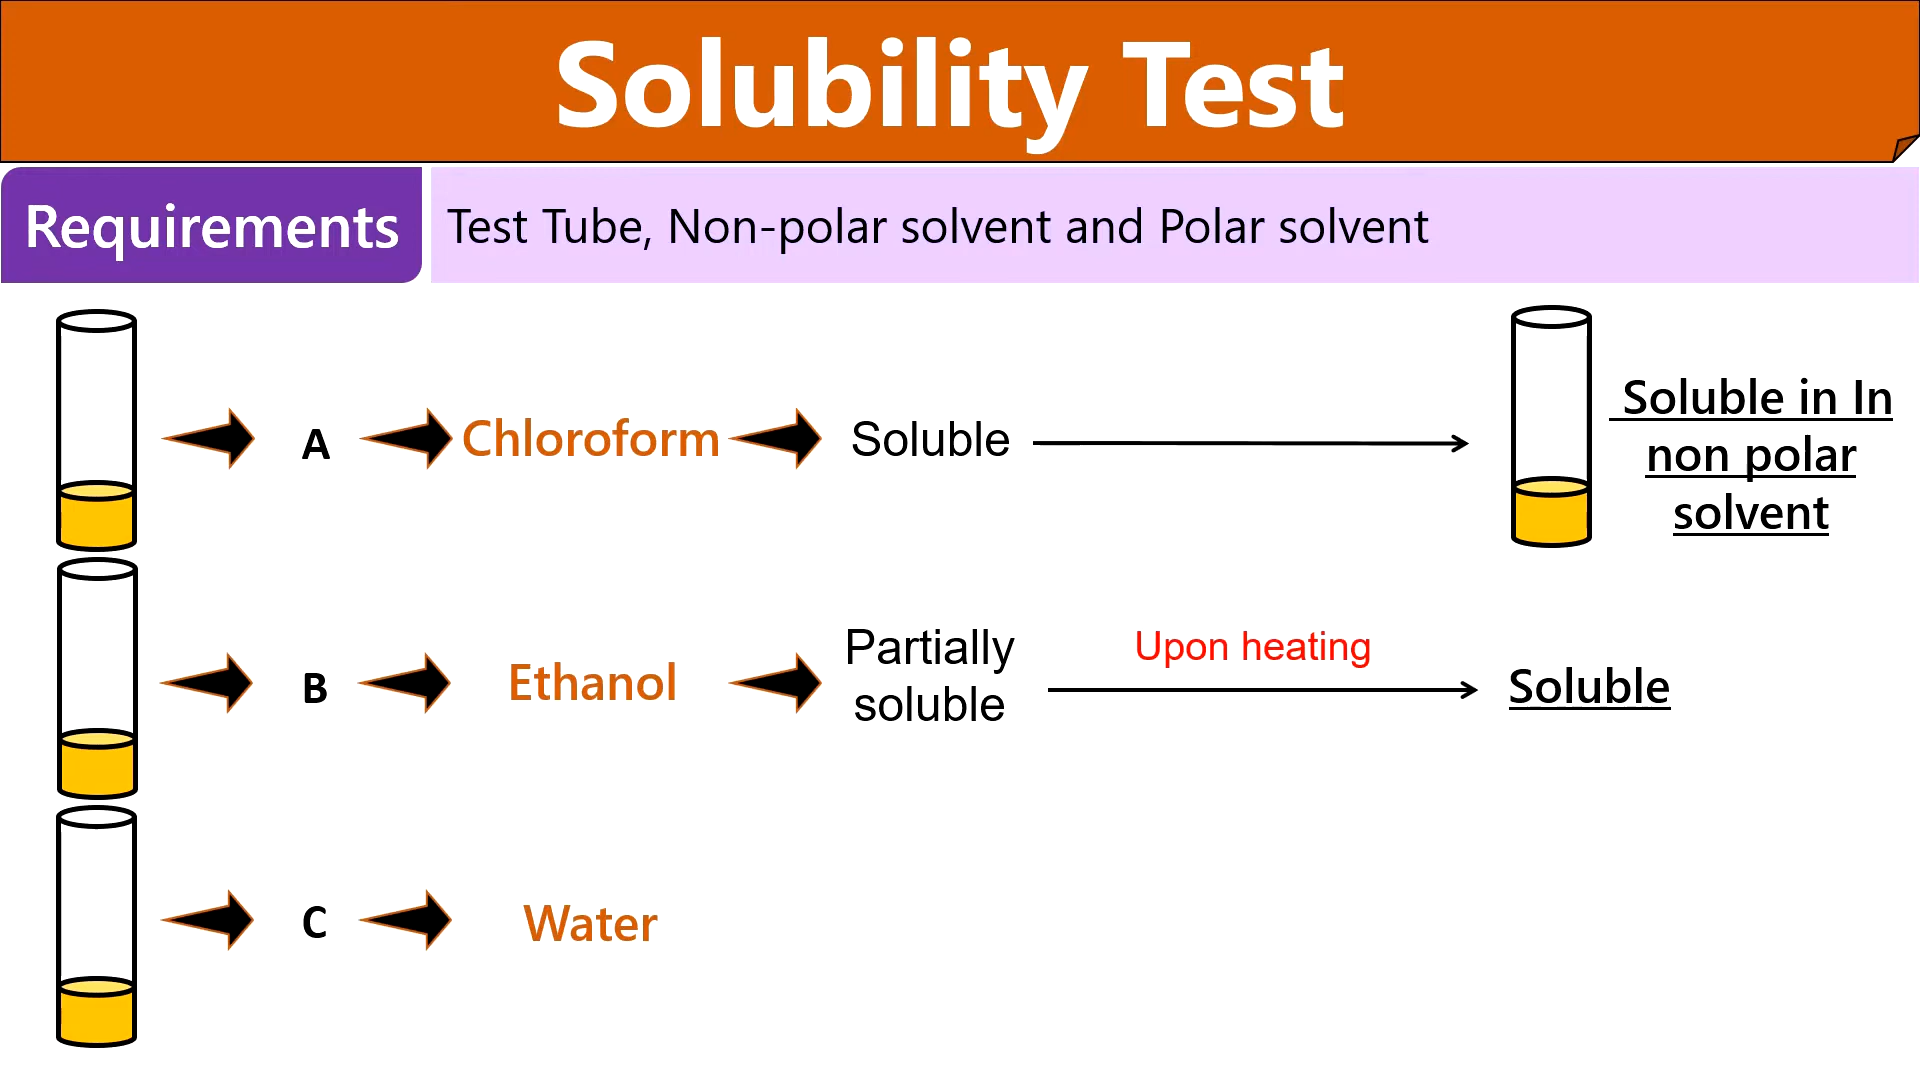 Solubility Test
Requirements
Test Tube, Non-polar solvent and Polar solvent
A
Chloroform
Soluble
Soluble in In
non polar
solvent
B
Ethanol
Partially
soluble
Upon heating
Soluble
C
Water